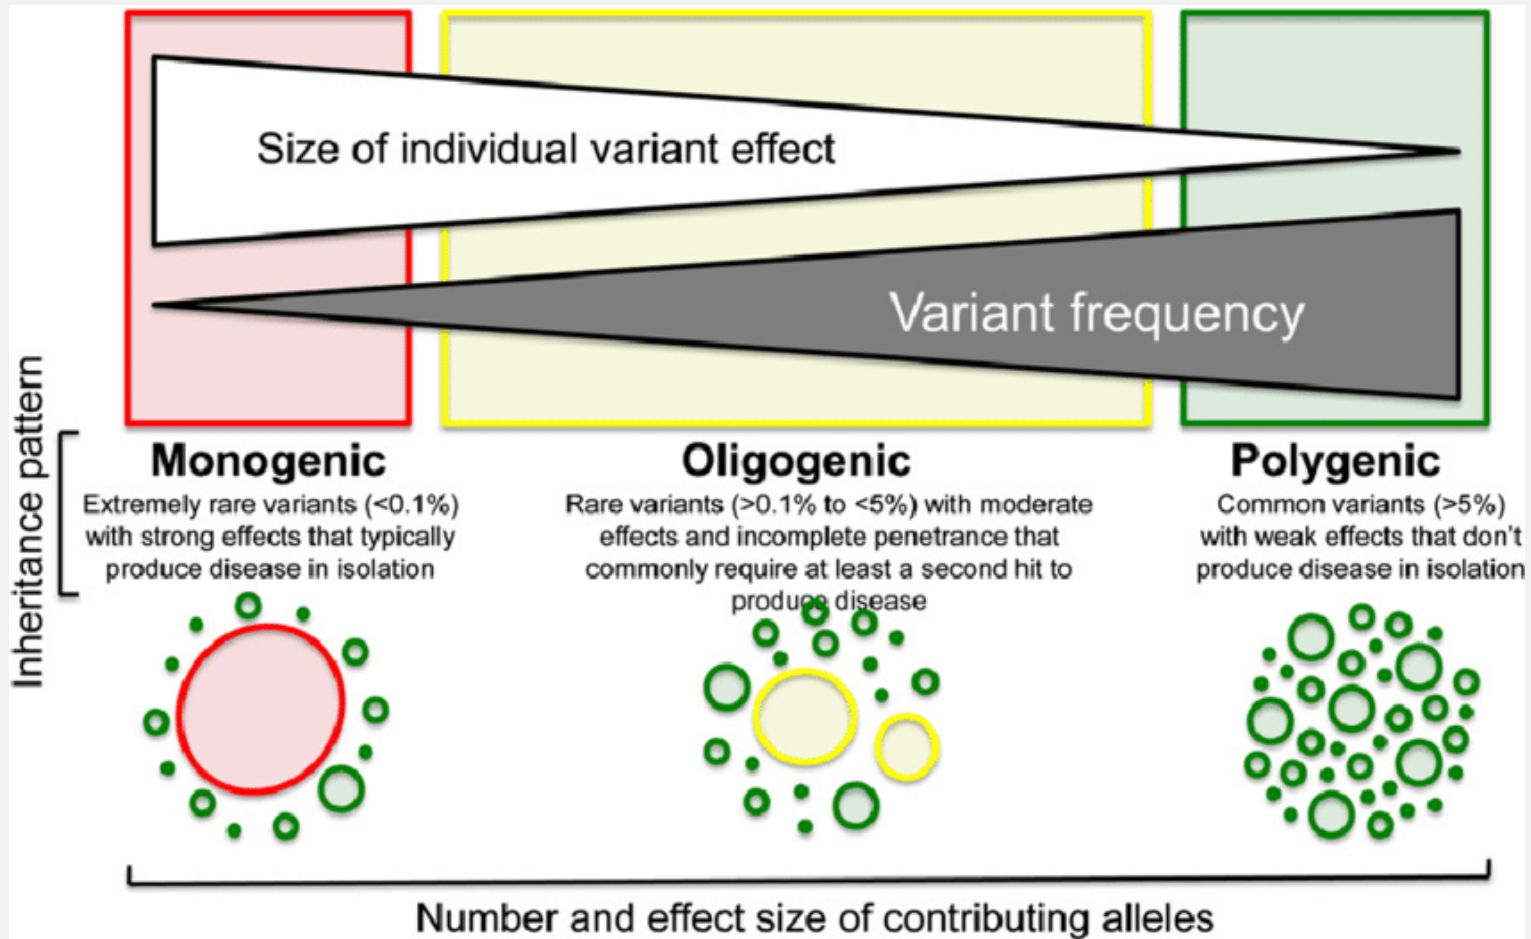 Size of individual variant effect
Variant frequency
Inheritance pattern
Monogenic
Extremely rare variants (<0.1%)
with strong effects that typically
produce disease in isolation
Oligogenic
Rare variants (>0.1% to <5%) with moderate
effects and incomplete penetrance that
commonly require at least a second hit to
produce disease
Polygenic
Common variants (>5%)
with weak effects that don't
produce disease in isolation
Number and effect size of contributing alleles